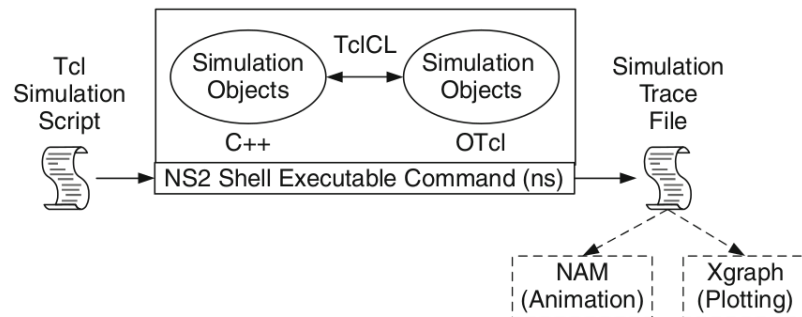 Tcl
Simulation
Script
Simulation
Objects
C++
TclCL
Simulation
Objects
OTcl
NS2 Shell Executable Command (ns)
Simulation
Trace
File
NAM
(Animation)
Xgraph
(Plotting)